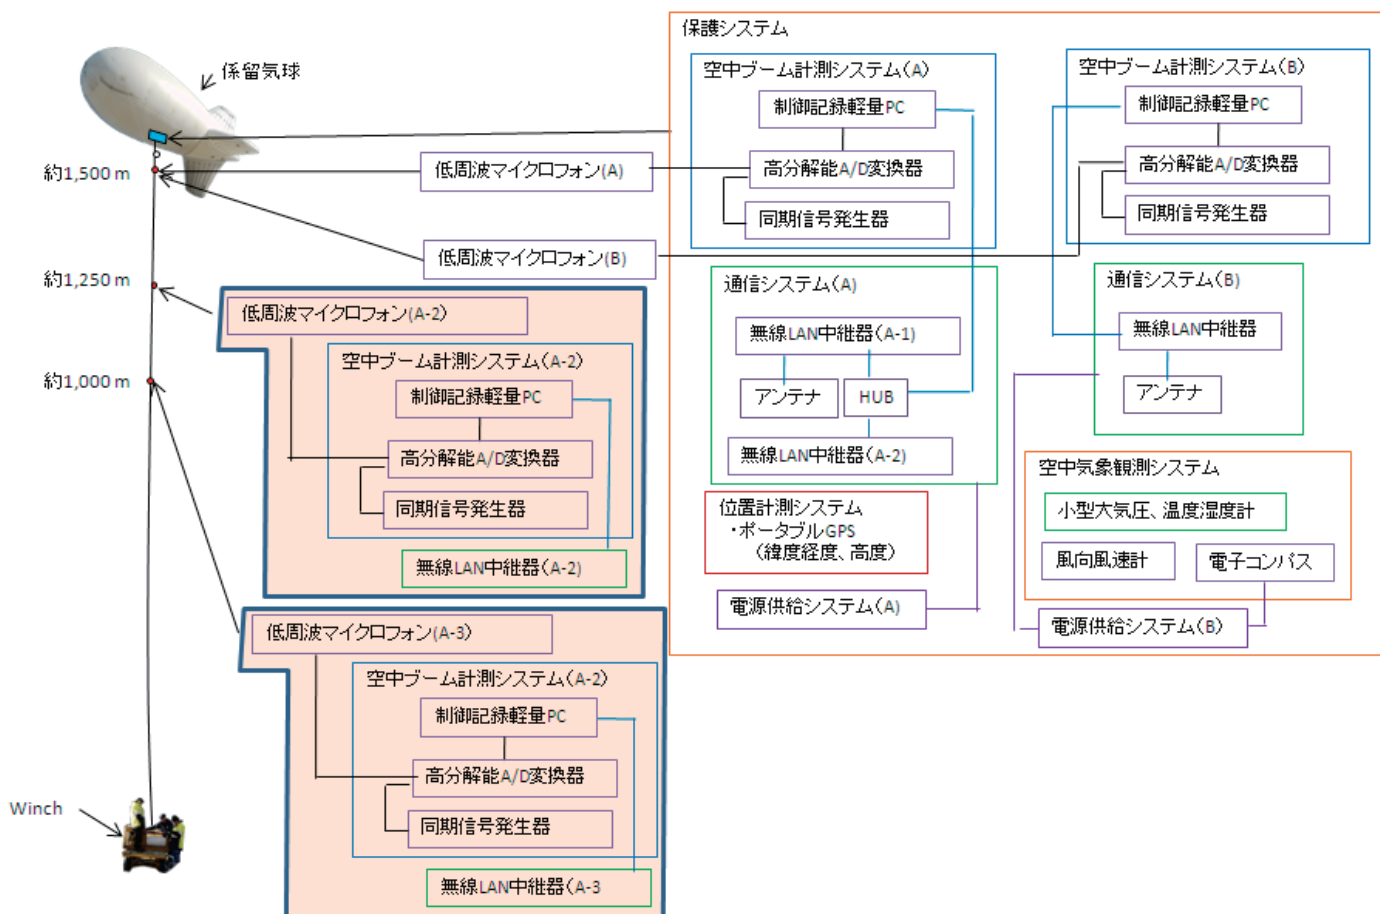 係留気球
約1,500 m
約1,250 m
約1,000 m
Winch
低周波マイクロフォン(A)
低周波マイクロフォン(B)
低周波マイクロフォン(A-2)
空中ブーム計測システム(A-2)
制御記録軽量PC
高分解能A/D変換器
同期信号発生器
無線LAN中継器(A-2)
低周波マイクロフォン(A-3)
空中ブーム計測システム(A-2)
制御記録軽量PC
高分解能A/D変換器
同期信号発生器
無線LAN中継器(A-3
保護システム
空中ブーム計測システム(A)
制御記録軽量PC
高分解能A/D変換器
同期信号発生器
空中ブーム計測システム(B)
制御記録軽量PC
高分解能A/D変換器
同期信号発生器
通信システム(A)
無線LAN中継器(A-1)
アンテナ
HUB
無線LAN中継器(A-2)
通信システム(B)
無線LAN中継器
アンテナ
位置計測システム
・ポータブルGPS
(緯度経度、高度)
電源供給システム(A)
空中気象観測システム
小型大気圧、温度湿度計
風向風速計
電子コンパス
電源供給システム(B)